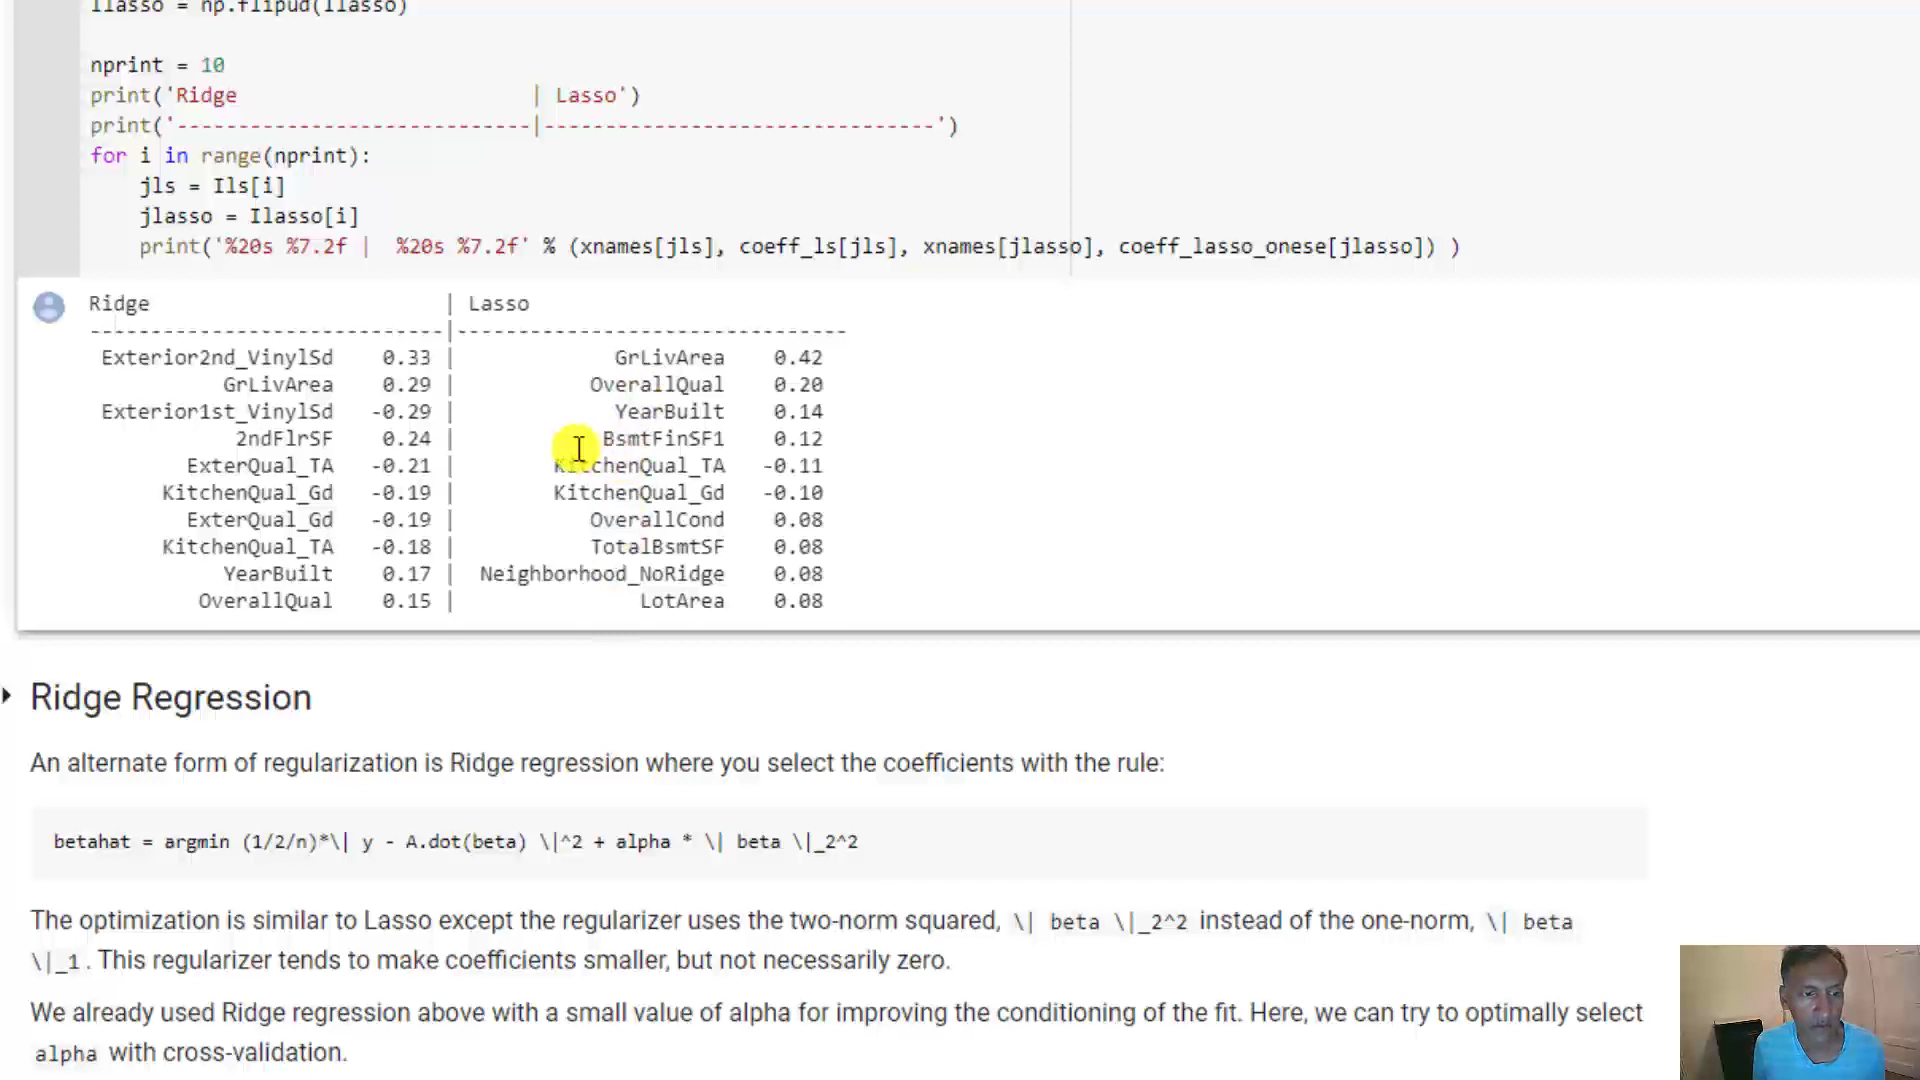 Ilasso = np.flipud(Ilasso)
nprint = 10
print('Ridge                        | Lasso')
print('-----------------------------|--------------------------------')
for i in range(nprint):
    jls = Ils[i]
    jlasso = Ilasso[i]
    print('%20s %7.2f |  %20s %7.2f' % (xnames[jls], coeff_ls[jls], xnames[jlasso], coeff_lasso_onese[jlasso]) )
Ridge                        | Lasso
-----------------------------|--------------------------------
Exterior2nd_VinylSd 0.33 | GrLivArea 0.42
GrLivArea 0.29 | OverallQual 0.20
Exterior1st_VinylSd -0.29 | YearBuilt 0.14
2ndFlrSF 0.24 | BsmtFinSF1 0.12
ExterQual_TA -0.21 | KitchenQual_TA -0.11
KitchenQual_Gd -0.19 | KitchenQual_Gd -0.10
ExterQual_Gd -0.19 | OverallCond 0.08
KitchenQual_TA -0.18 | TotalBsmtSF 0.08
YearBuilt 0.17 | Neighborhood_NoRidge 0.08
OverallQual 0.15 | LotArea 0.08
Ridge Regression
An alternate form of regularization is Ridge regression where you select the coefficients with the rule:
betahat = argmin (1/2/n)*\| y - A.dot(beta) \|^2 + alpha * \| beta \|_2^2
The optimization is similar to Lasso except the regularizer uses the two-norm squared, \| beta \|_2^2 instead of the one-norm, \| beta
\|_1 . This regularizer tends to make coefficients smaller, but not necessarily zero.
We already used Ridge regression above with a small value of alpha for improving the conditioning of the fit. Here, we can try to optimally select
alpha with cross-validation.